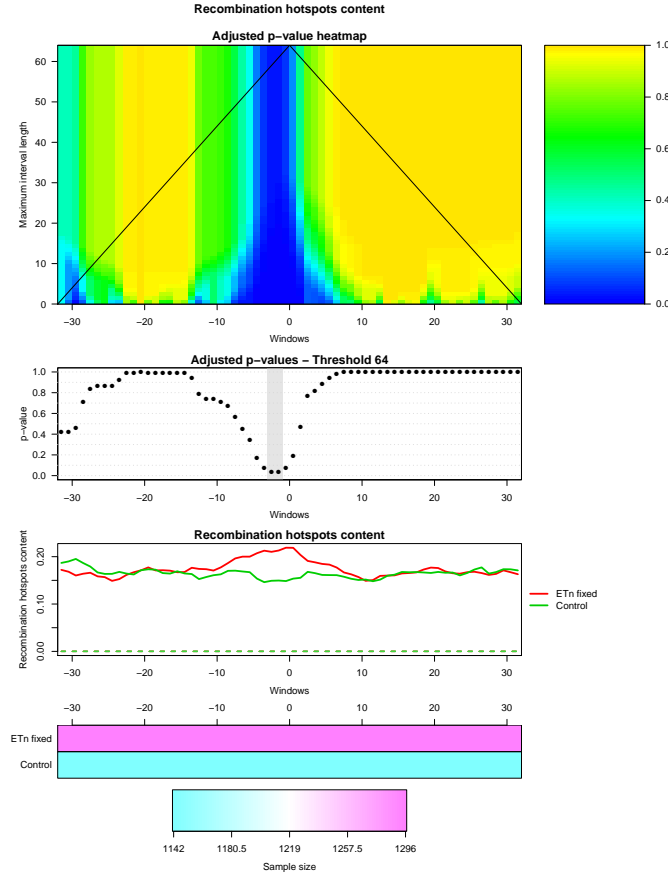 Recombination hotspots content
Adjusted p−value heatmap
Maximum interval length
60
50
40
30
20
10
0
−30 −20 −10 0 10 20 30
Windows
1.0
0.8
0.6
0.4
0.2
0.0
Adjusted p−values − Threshold 64
p−value
1.0
0.8
0.6
0.4
0.2
0.0
−30 −20 −10 0 10 20 30
Windows
Recombination hotspots content
Recombination hotspots content
0.20
0.10
0.00
−30 −20 −10 0 10 20 30
Windows
ETn fixed
Control
−30 −20 −10 0 10 20 30
ETn fixed
Control
1142 1180.5 1219 1257.5 1296
Sample size